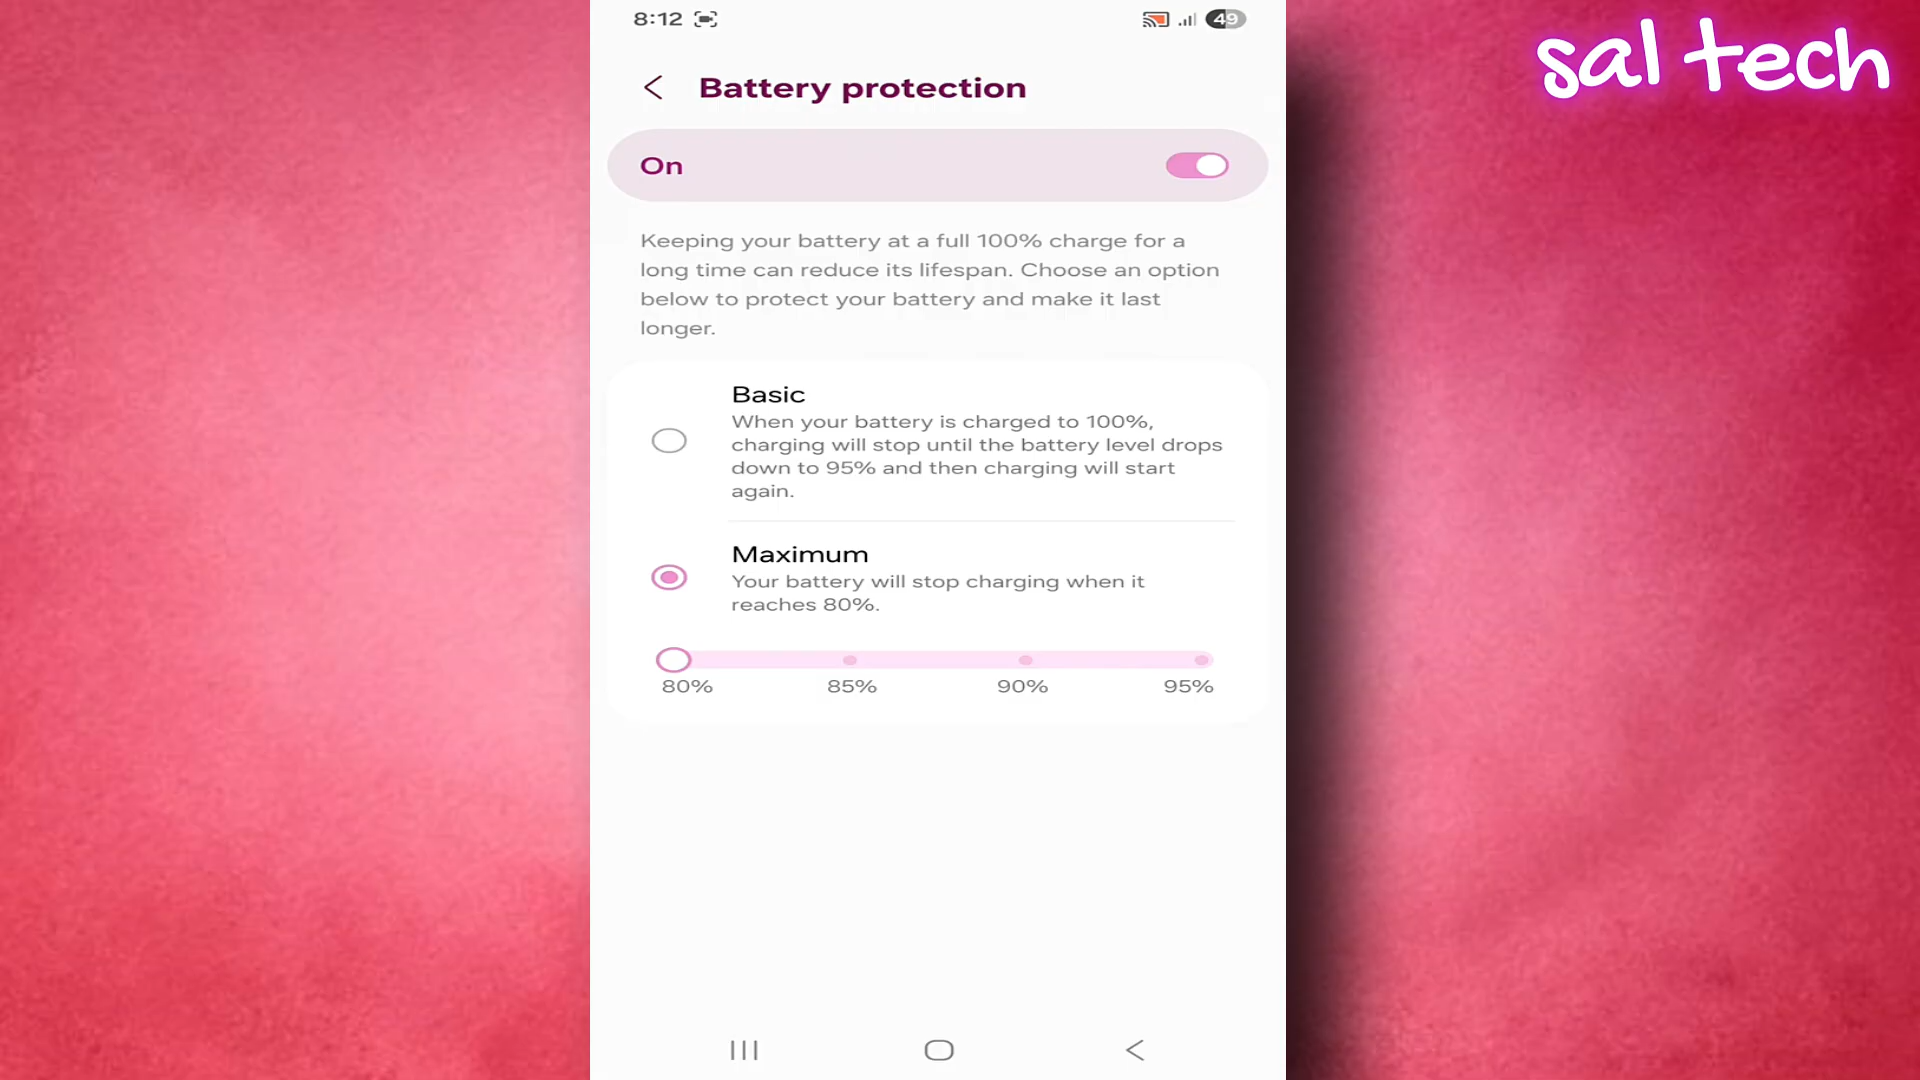 8:12
49
sal tech
Battery protection
On
Keeping your battery at a full 100% charge for a
long time can reduce its lifespan. Choose an option
below to protect your battery and make it last
longer.
Basic
When your battery is charged to 100%,
charging will stop until the battery level drops
down to 95% and then charging will start
again.
Maximum
Your battery will stop charging when it
reaches 80%.
80% 85% 90% 95%